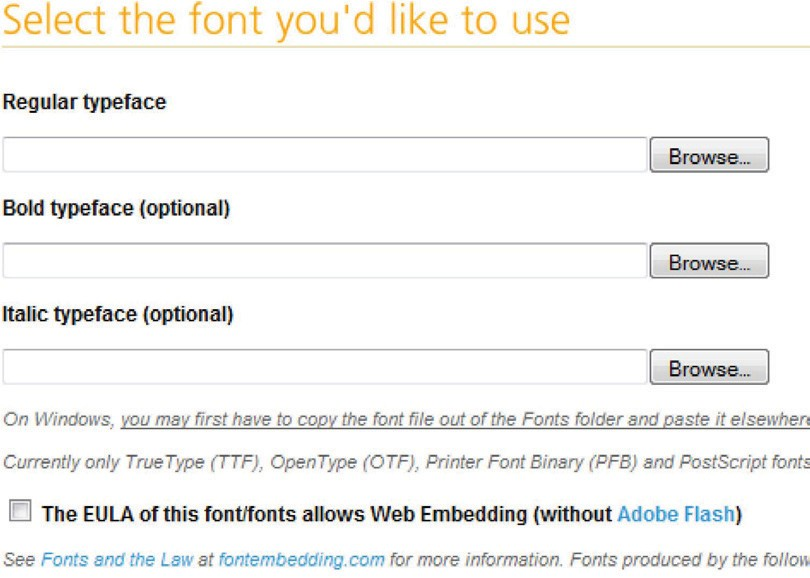 Select the font you'd like to use
Regular typeface
Browse...
Bold typeface (optional)
Browse...
Italic typeface (optional)
Browse...
On Windows, you may first have to copy the font file out of the Fonts folder and paste it elsewhere
Currently only TrueType (TTF), OpenType (OTF), Printer Font Binary (PFB) and PostScript fonts
The EULA of this font/fonts allows Web Embedding (without Adobe Flash)
See Fonts and the Law at fontembedding.com for more information. Fonts produced by the follow